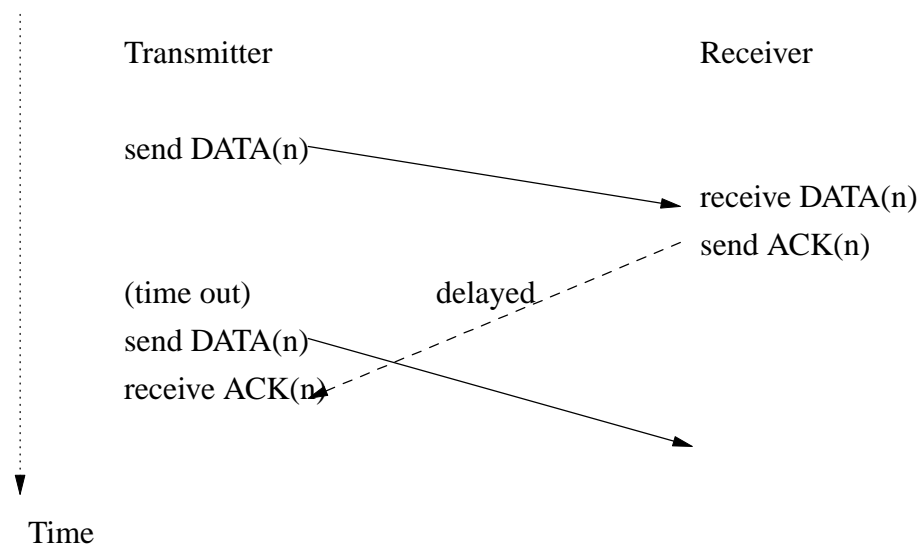 Transmitter
Receiver
send DATA(n)
receive DATA(n)
send ACK(n)
(time out)
delayed
send DATA(n)
receive ACK(n)
Time